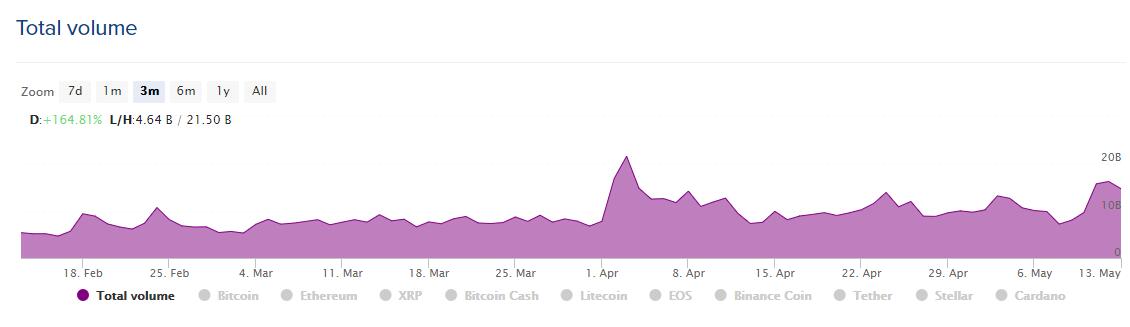 Total volume
Zoom 7d 1m 3m 6m 1y All
D:+164.81% L/H:4.64 B / 21.50 B
20B
10B
0
18. Feb 25. Feb 4. Mar 11. Mar 18. Mar 25. Mar 1. Apr 8. Apr 15. Apr 22. Apr 29. Apr 6. May 13. May
Total volume Bitcoin Ethereum XRP Bitcoin Cash Litecoin EOS Binance Coin Tether Stellar Cardano